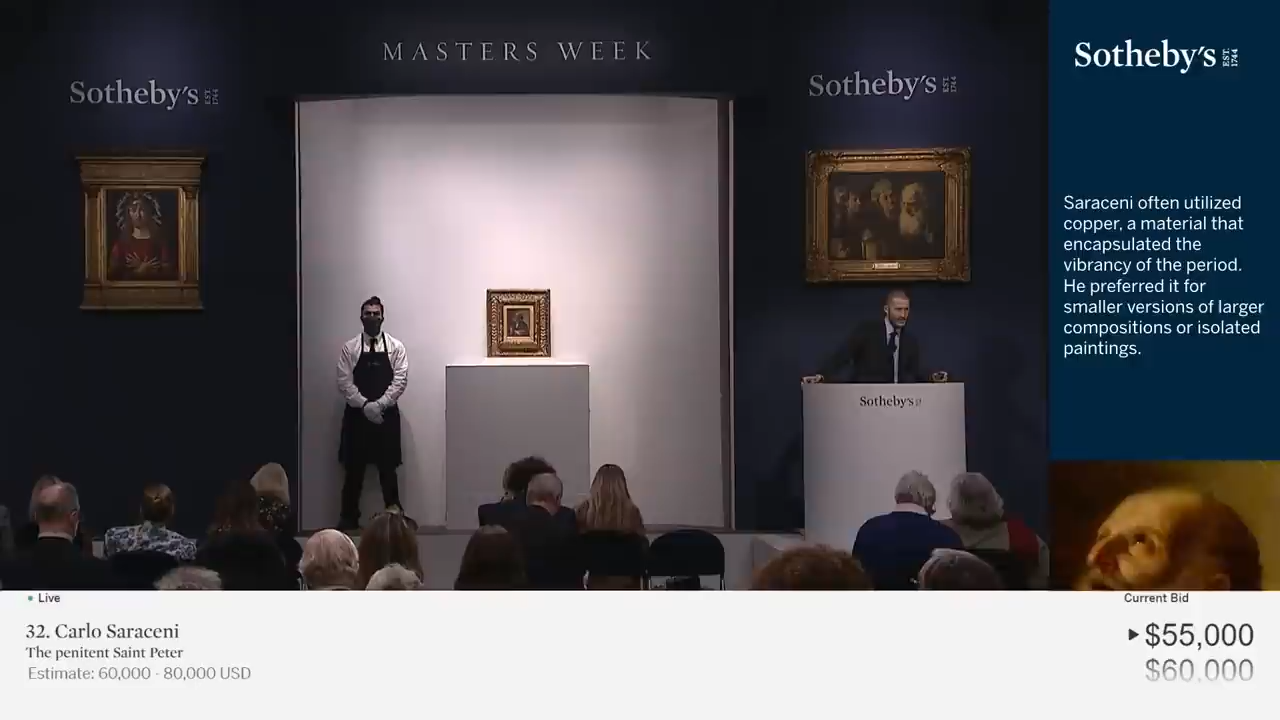 MASTERS WEEK
Sotheby's EST. 1744
Sotheby's EST. 1744
Sotheby's EST. 1744
Saraceni often utilized
copper, a material that
encapsulated the
vibrancy of the period.
He preferred it for
smaller versions of larger
compositions or isolated
paintings.
Sotheby's
Live
Current Bid
32. Carlo Saraceni
The penitent Saint Peter
Estimate: 60,000 - 80,000 USD
$55,000
$60,000